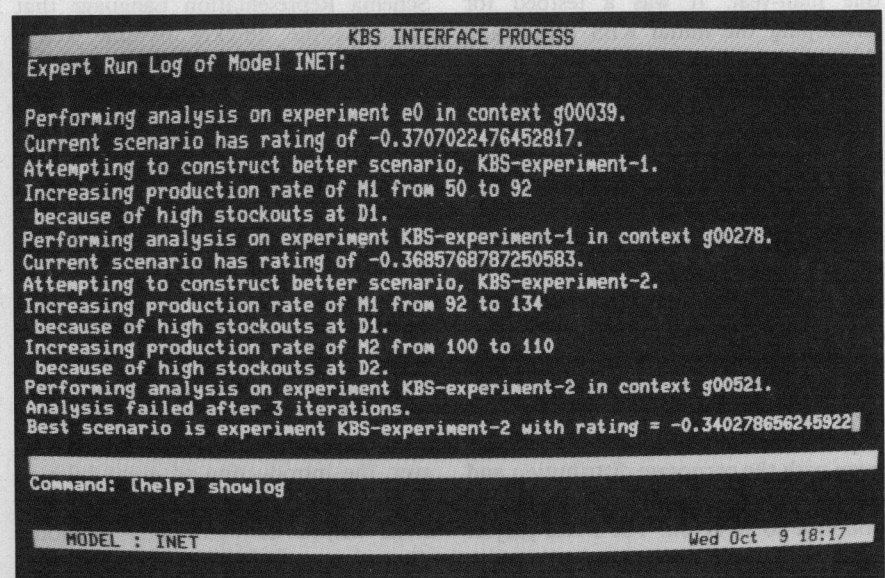 KBS INTERFACE PROCESS
Expert Run Log of Model INET:
Performing analysis on experiment e0 in context g00039.
Current scenario has rating of -0.3707022476452817.
Attempting to construct better scenario, KBS-experiment-1.
Increasing production rate of M1 from 50 to 92
because of high stockouts at D1.
Performing analysis on experiment KBS-experiment-1 in context g00278.
Current scenario has rating of -0.3685768787250583.
Attempting to construct better scenario, KBS-experiment-2.
Increasing production rate of M1 from 92 to 134
because of high stockouts at D1.
Increasing production rate of M2 from 100 to 110
because of high stockouts at D2.
Performing analysis on experiment KBS-experiment-2 in context g00521.
Analysis failed after 3 iterations.
Best scenario is experiment KBS-experiment-2 with rating = -0.340278656245922
Command: [help] showlog
MODEL : INET Wed Oct 9 18:17